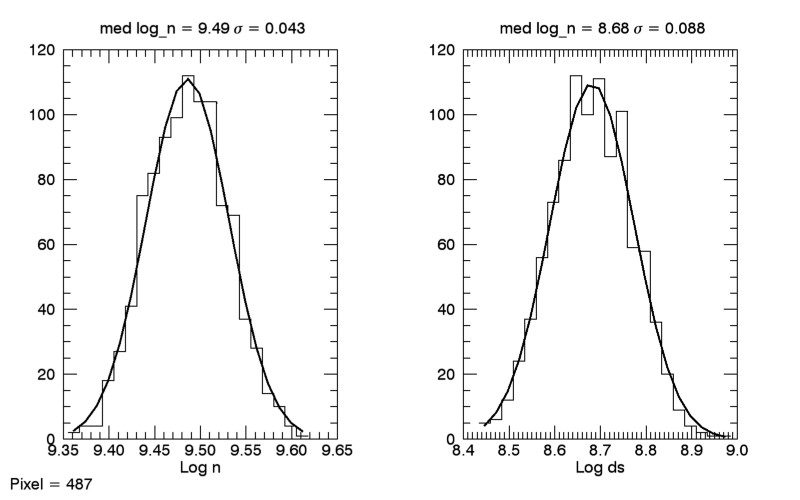 med log_n = 9.49 σ = 0.043
120
100
80
60
40
20
0
9.35 9.40 9.45 9.50 9.55 9.60 9.65
Log n
med log_n = 8.68 σ = 0.088
120
100
80
60
40
20
0
8.4 8.5 8.6 8.7 8.8 8.9 9.0
Log ds
Pixel = 487